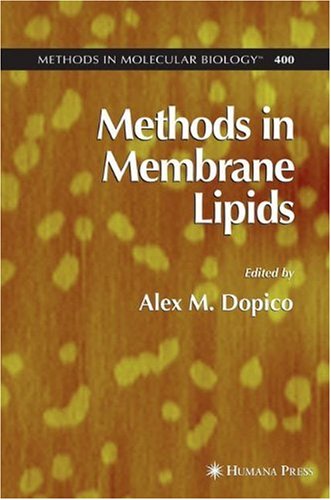 METHODS IN MOLECULAR BIOLOGY™ 400
Methods in
Membrane
Lipids
Edited by
Alex M. Dopico
HUMANA PRESS